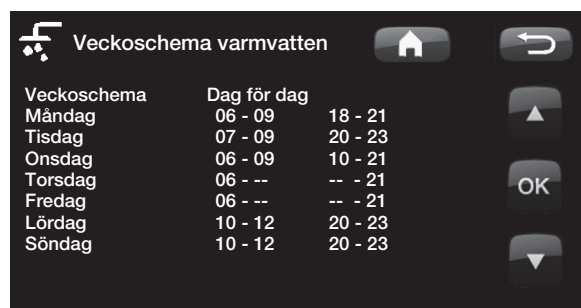 Veckoschema varmvatten
Veckoschema Dag för dag
Måndag 06 - 09 18 - 21
Tisdag 07 - 09 20 - 23
Onsdag 06 - 09 10 - 21
Torsdag 06 - -- -- - 21
Fredag 06 - -- -- - 21
Lördag 10 - 12 20 - 23
Söndag 10 - 12 20 - 23
OK